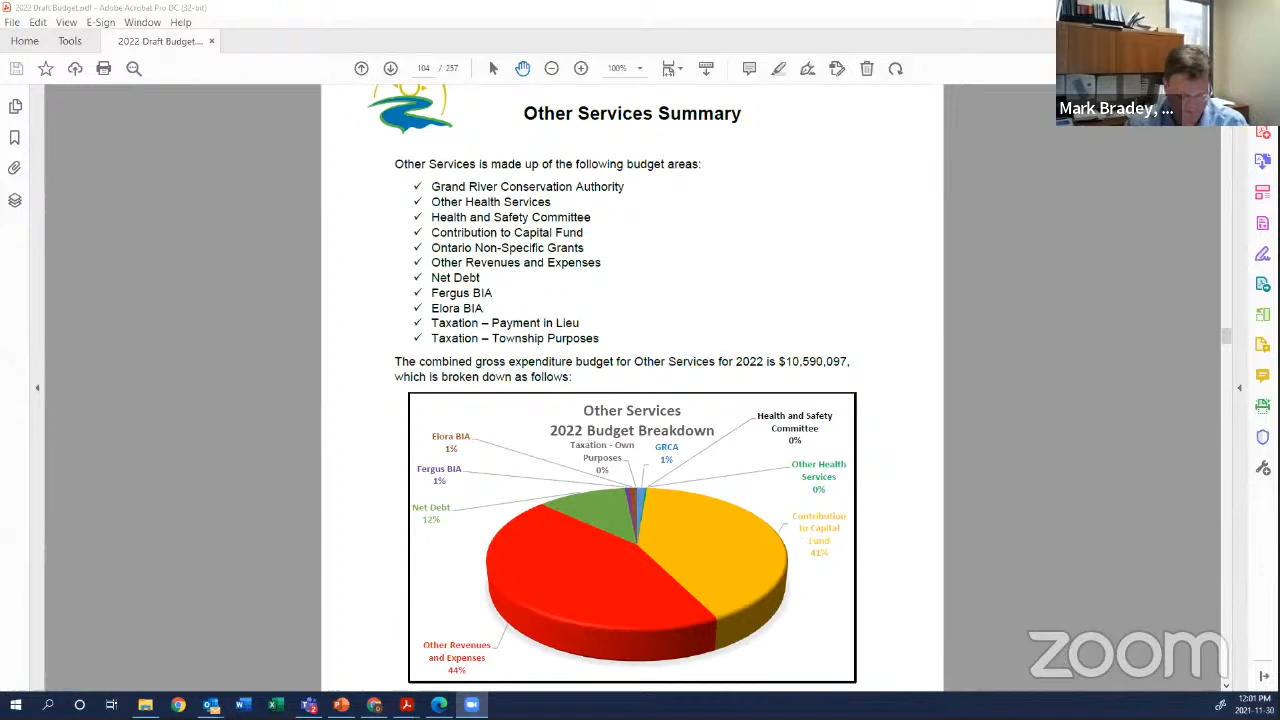 2022 Draft Budget.pdf - Adobe Acrobat Pro DC (32-bit)
File Edit View E-Sign Window Help
Home Tools 2022 Draft Budget... ×
104 / 257 100%
Mark Bradey, ...
Other Services Summary
Other Services is made up of the following budget areas:
✓ Grand River Conservation Authority
✓ Other Health Services
✓ Health and Safety Committee
✓ Contribution to Capital Fund
✓ Ontario Non-Specific Grants
✓ Other Revenues and Expenses
✓ Net Debt
✓ Fergus BIA
✓ Elora BIA
✓ Taxation – Payment in Lieu
✓ Taxation – Township Purposes
The combined gross expenditure budget for Other Services for 2022 is $10,590,097,
which is broken down as follows:
Other Services
2022 Budget Breakdown
Elora BIA
1%
Fergus BIA
1%
Net Debt
12%
Taxation - Own
Purposes
0%
GRCA
1%
Health and Safety
Committee
0%
Other Health
Services
0%
Contribution
to Capital
Fund
41%
Other Revenues
and Expenses
44%
zoom
12:01 PM
2021-11-30